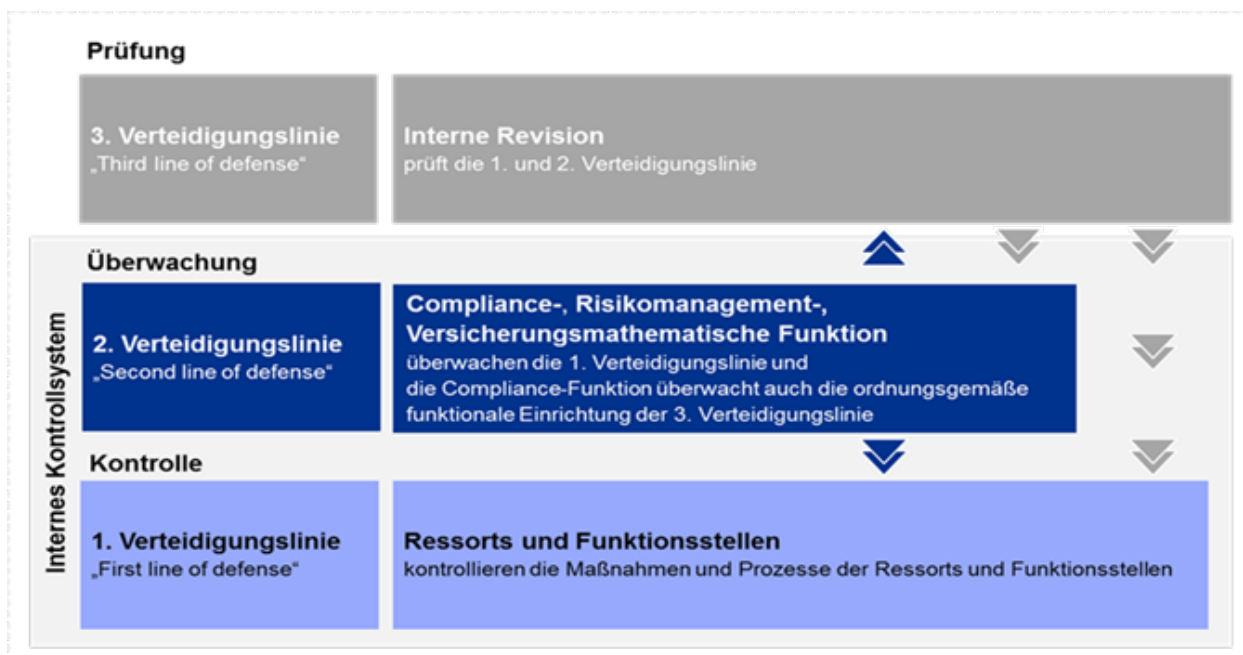 Prüfung
3. Verteidigungslinie
„Third line of defense“
Interne Revision
prüft die 1. und 2. Verteidigungslinie
Internes Kontrollsystem
Überwachung
2. Verteidigungslinie
„Second line of defense“
Compliance-, Risikomanagement-,
Versicherungsmathematische Funktion
überwachen die 1. Verteidigungslinie und
die Compliance-Funktion überwacht auch die ordnungsgemäße
funktionale Einrichtung der 3. Verteidigungslinie
Kontrolle
1. Verteidigungslinie
„First line of defense“
Ressorts und Funktionsstellen
kontrollieren die Maßnahmen und Prozesse der Ressorts und Funktionsstellen